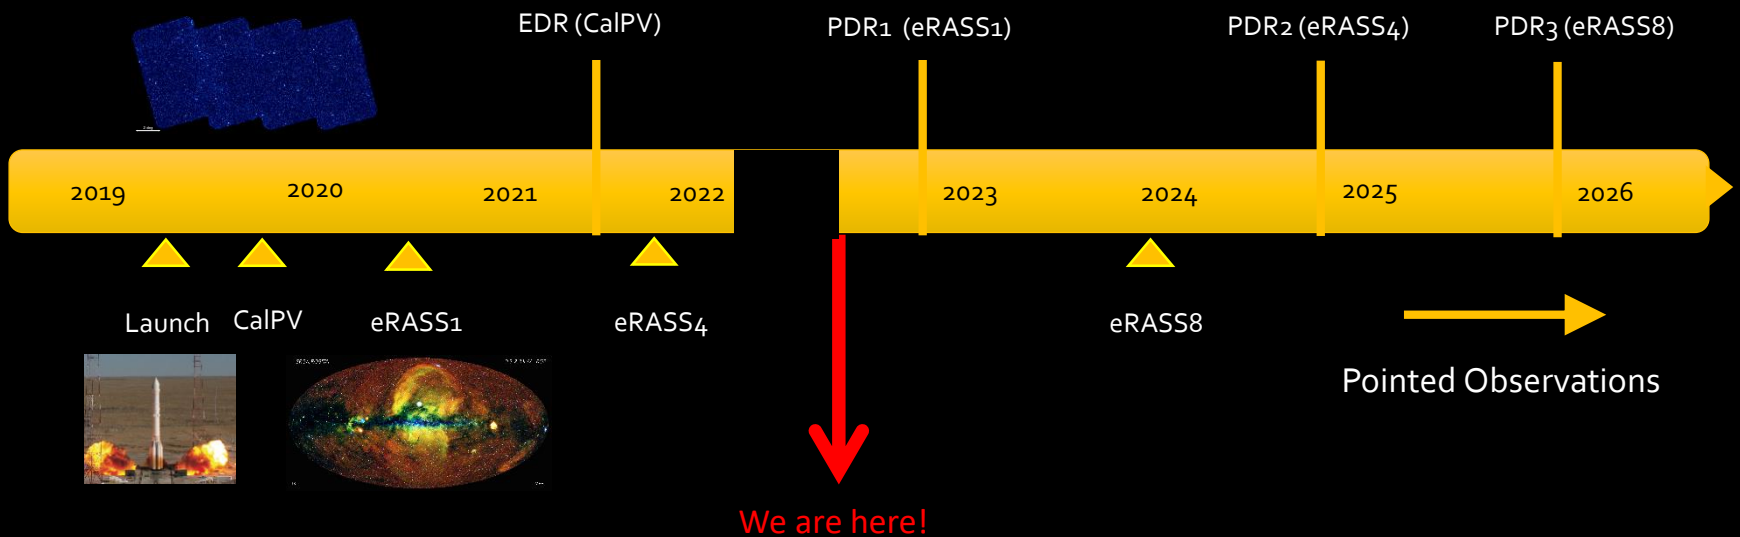 EDR (CalPV)
PDR1 (eRASS1)
PDR2 (eRASS4)
PDR3 (eRASS8)
2019
2020
2021
2022
2023
2024
2025
2026
Launch
CalPV
eRASS1
eRASS4
eRASS8
Pointed Observations
We are here!